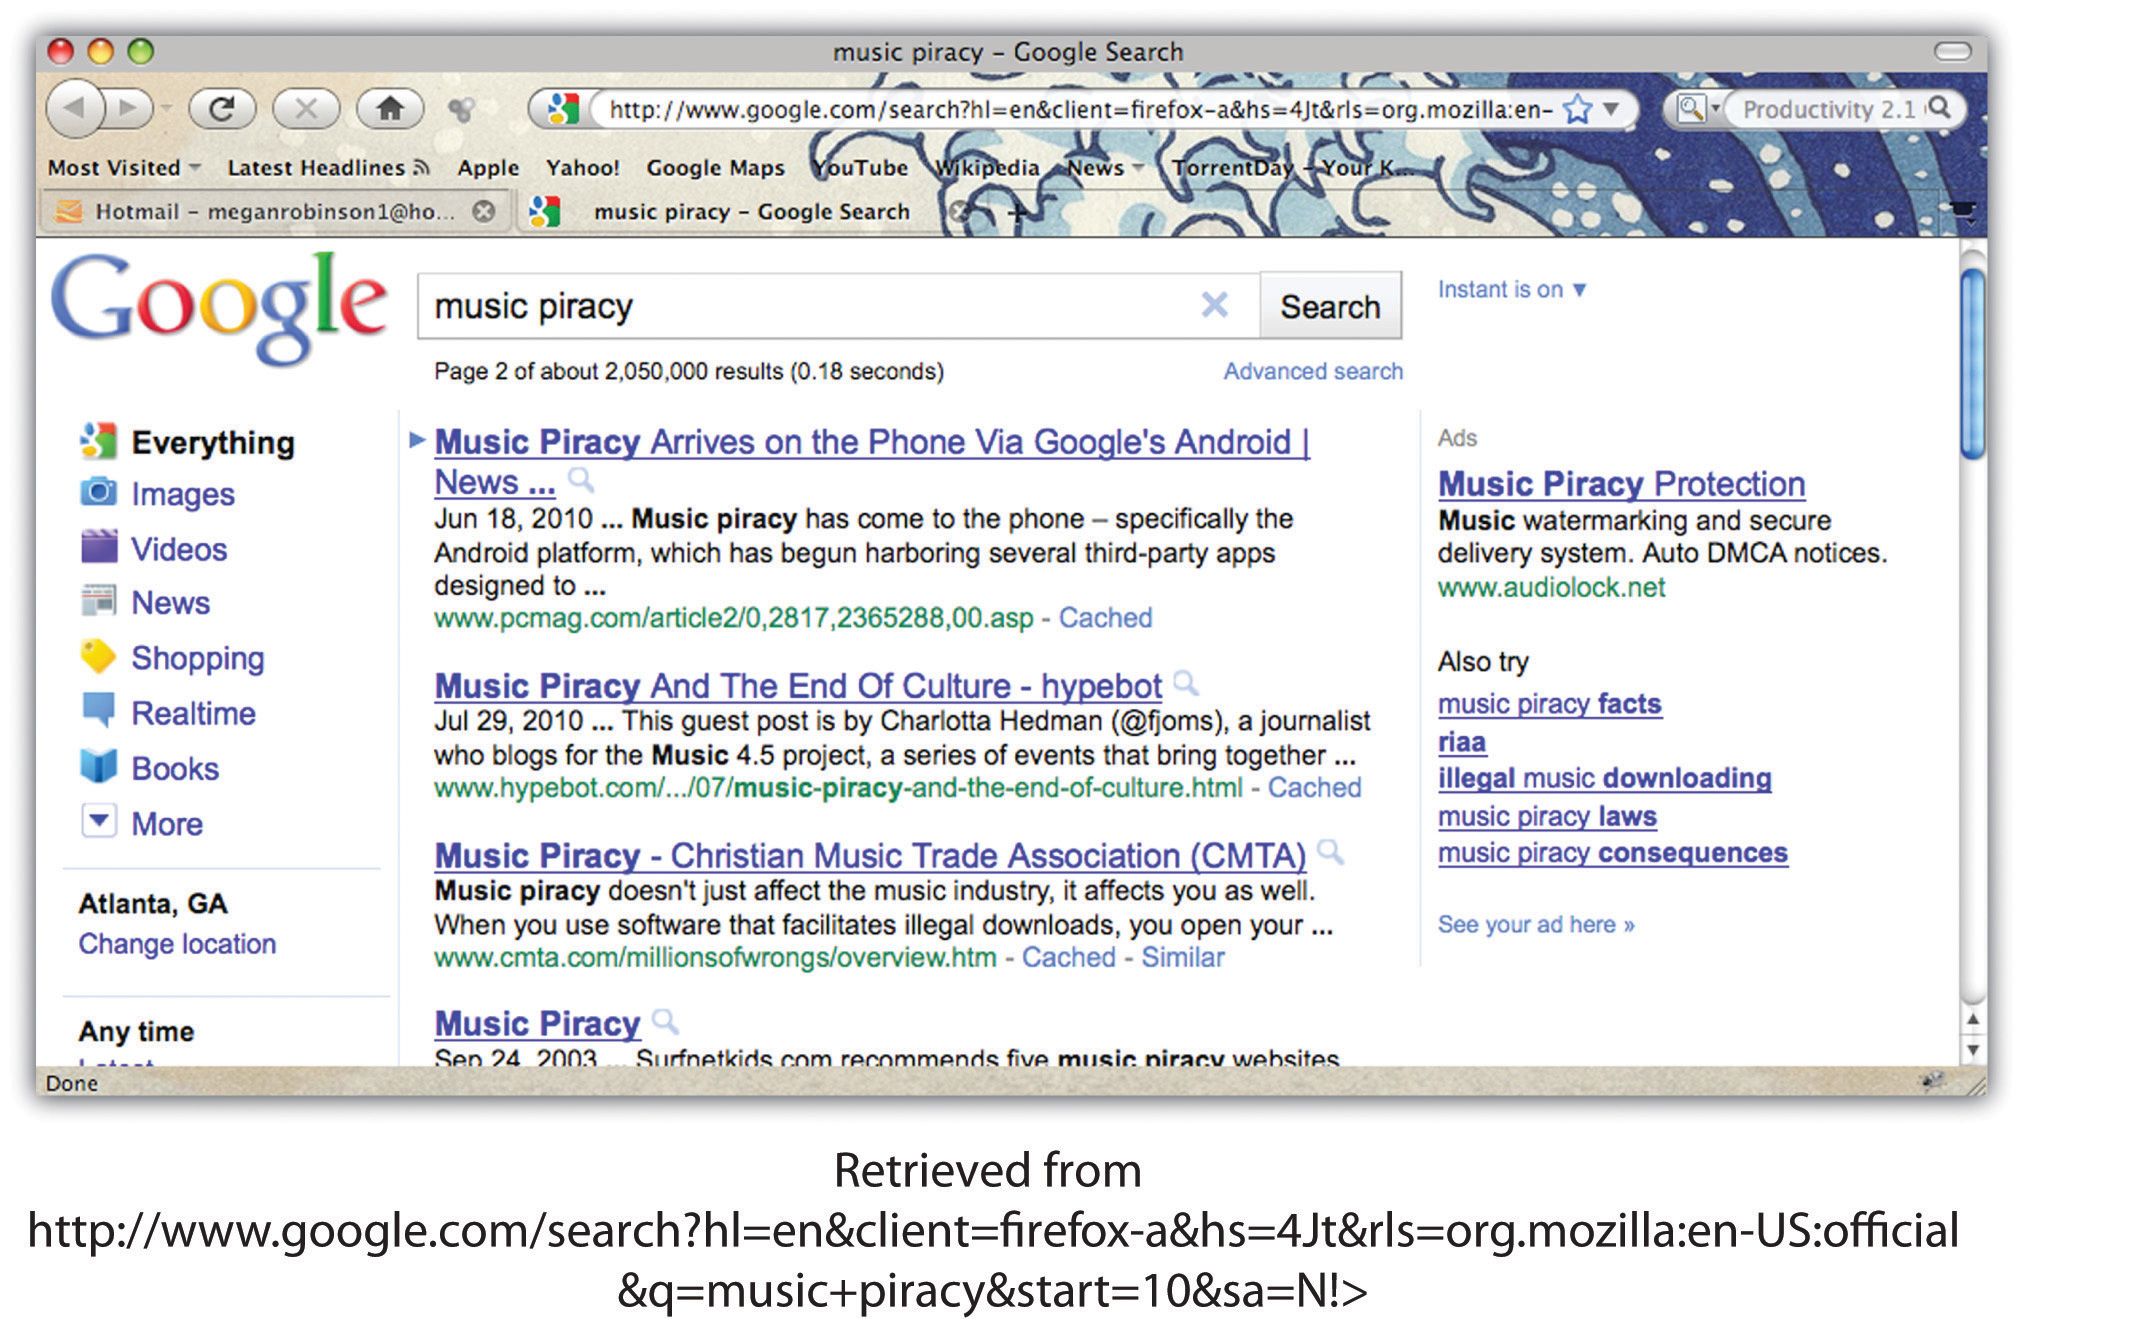 music piracy – Google Search
http://www.google.com/search?hl=en&client=firefox-a&hs=4Jt&rls=org.mozilla:en-
Productivity 2.1
Most Visited Latest Headlines Apple Yahoo! Google Maps YouTube Wikipedia News TorrentDay – Your K...
Hotmail – meganrobinson1@ho... music piracy – Google Search
Google
music piracy
Search
Instant is on ▼
Page 2 of about 2,050,000 results (0.18 seconds)
Advanced search
Everything
Images
Videos
News
Shopping
Realtime
Books
More
Atlanta, GA
Change location
Any time
Latest
Music Piracy Arrives on the Phone Via Google's Android |
News ...
Jun 18, 2010 ... Music piracy has come to the phone – specifically the
Android platform, which has begun harboring several third-party apps
designed to ...
www.pcmag.com/article2/0,2817,2365288,00.asp - Cached
Music Piracy And The End Of Culture - hypebot
Jul 29, 2010 ... This guest post is by Charlotta Hedman (@fjoms), a journalist
who blogs for the Music 4.5 project, a series of events that bring together ...
www.hypebot.com/.../07/music-piracy-and-the-end-of-culture.html - Cached
Music Piracy - Christian Music Trade Association (CMTA)
Music piracy doesn't just affect the music industry, it affects you as well.
When you use software that facilitates illegal downloads, you open your ...
www.cmta.com/millionsofwrongs/overview.htm - Cached - Similar
Music Piracy
Sep 24, 2003 ... Surfnetkids.com recommends five music piracy websites
Ads
Music Piracy Protection
Music watermarking and secure
delivery system. Auto DMCA notices.
www.audiolock.net
Also try
music piracy facts
riaa
illegal music downloading
music piracy laws
music piracy consequences
See your ad here »
Done
Retrieved from
http://www.google.com/search?hl=en&client=firefox-a&hs=4Jt&rls=org.mozilla:en-US:official
&q=music+piracy&start=10&sa=N!>